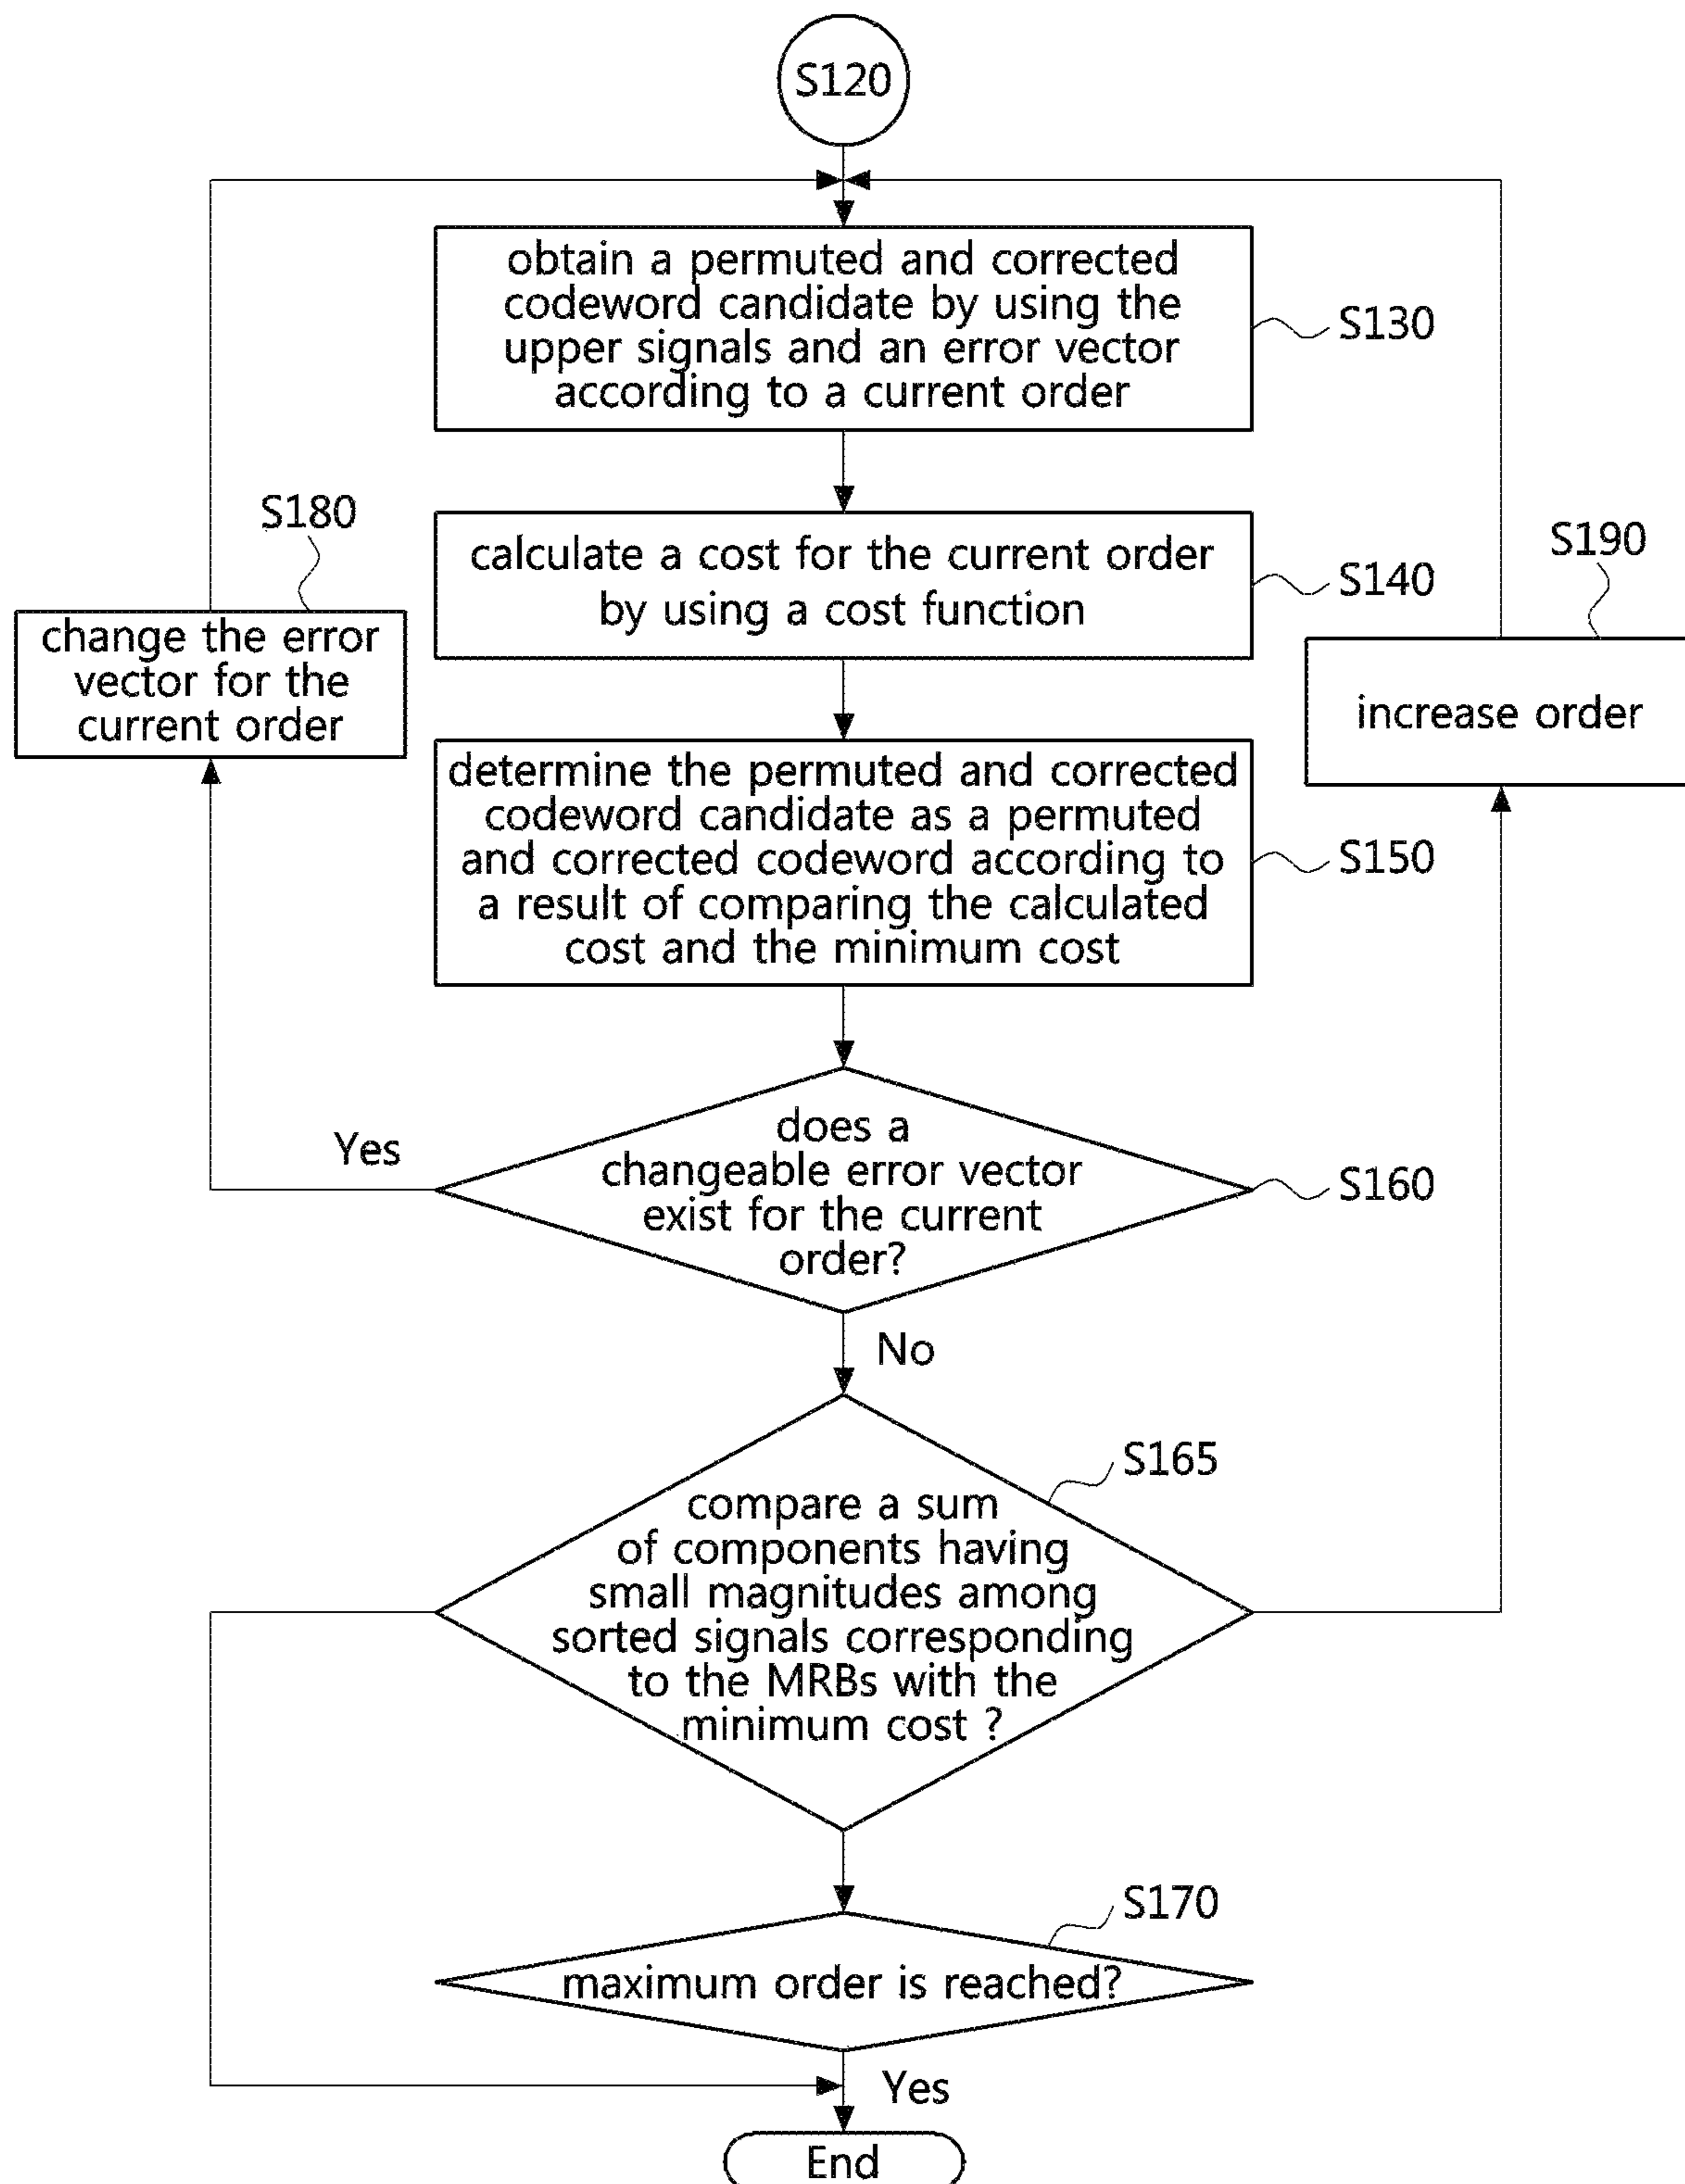 S120
obtain a permuted and corrected
codeword candidate by using the
upper signals and an error vector
according to a current order
S130
S180
change the error
vector for the
current order
calculate a cost for the current order
by using a cost function
S140
S190
increase order
determine the permuted and corrected
codeword candidate as a permuted
and corrected codeword according to
a result of comparing the calculated
cost and the minimum cost
S150
Yes
does a
changeable error vector
exist for the current
order?
S160
No
S165
compare a sum
of components having
small magnitudes among
sorted signals corresponding
to the MRBs with the
minimum cost ?
S170
maximum order is reached?
Yes
End